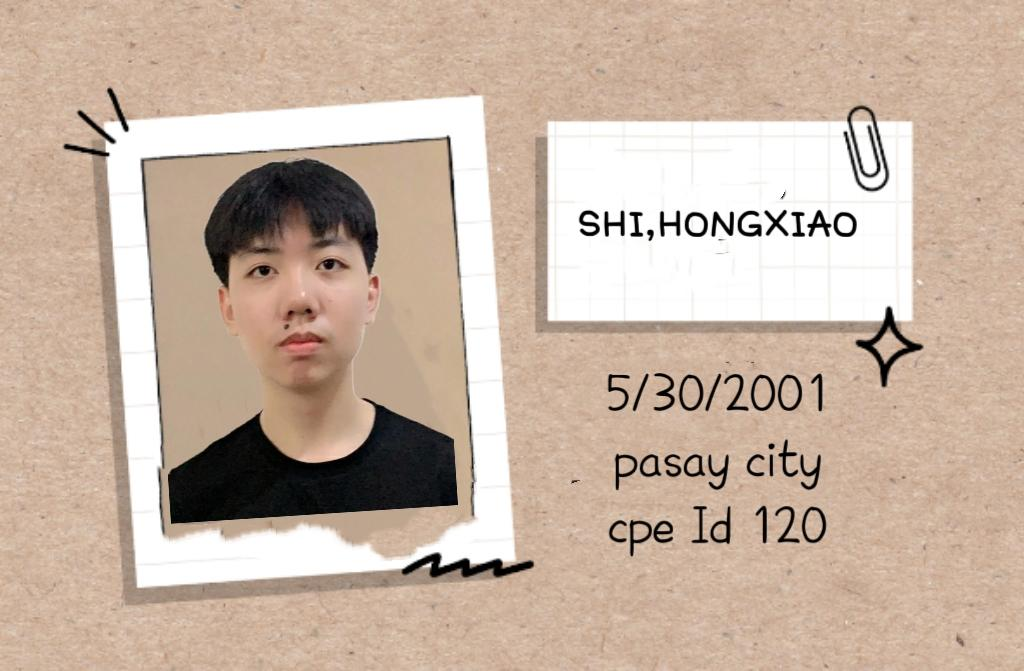 SHI,HONGXIAO
5/30/2001
pasay city
cpe Id 120